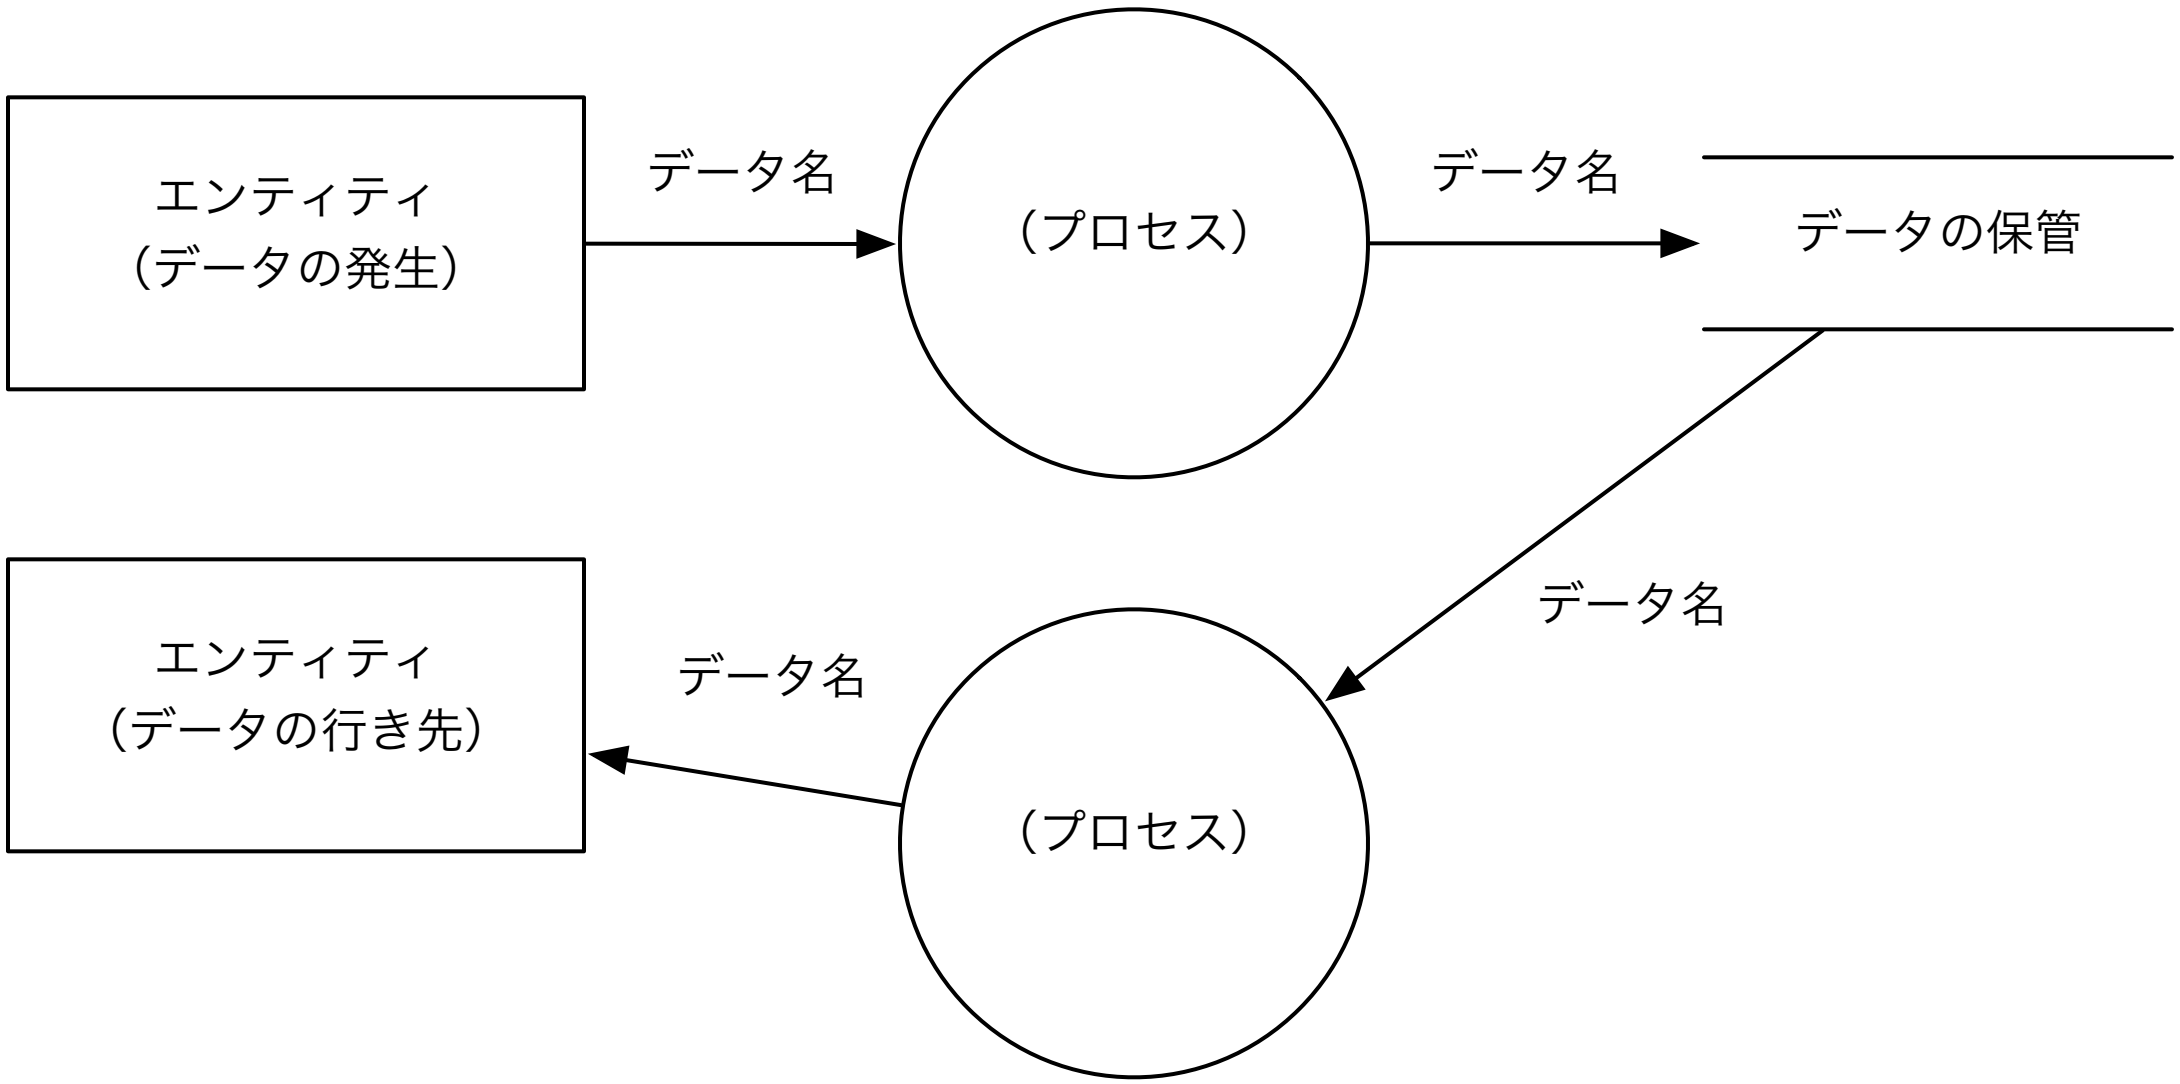 エンティティ
（データの発生）
データ名
（プロセス）
データ名
データの保管
データ名
エンティティ
（データの行き先）
データ名
（プロセス）